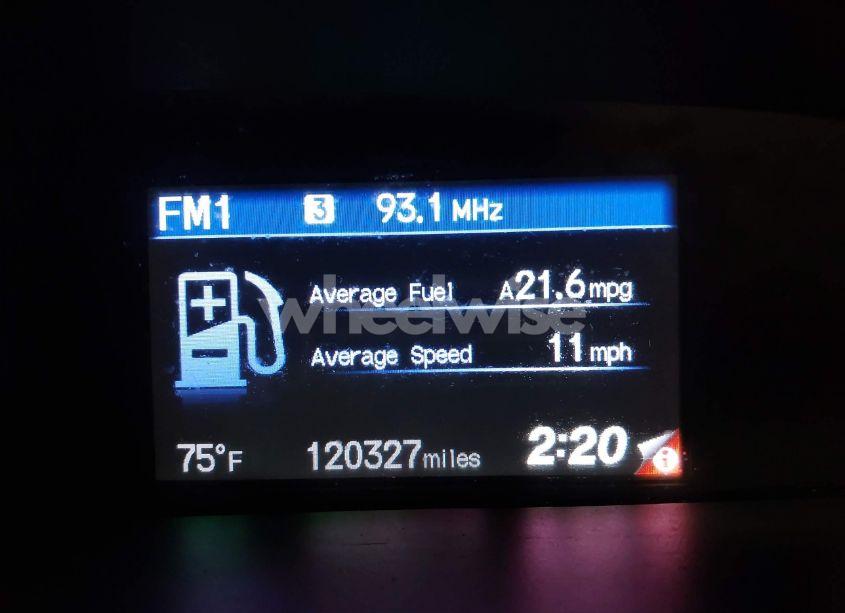 FM1 3 93.1 MHz
Average Fuel A21.6 mpg
wheelwise
Average Speed 11 mph
75°F 120327 miles 2:20 i